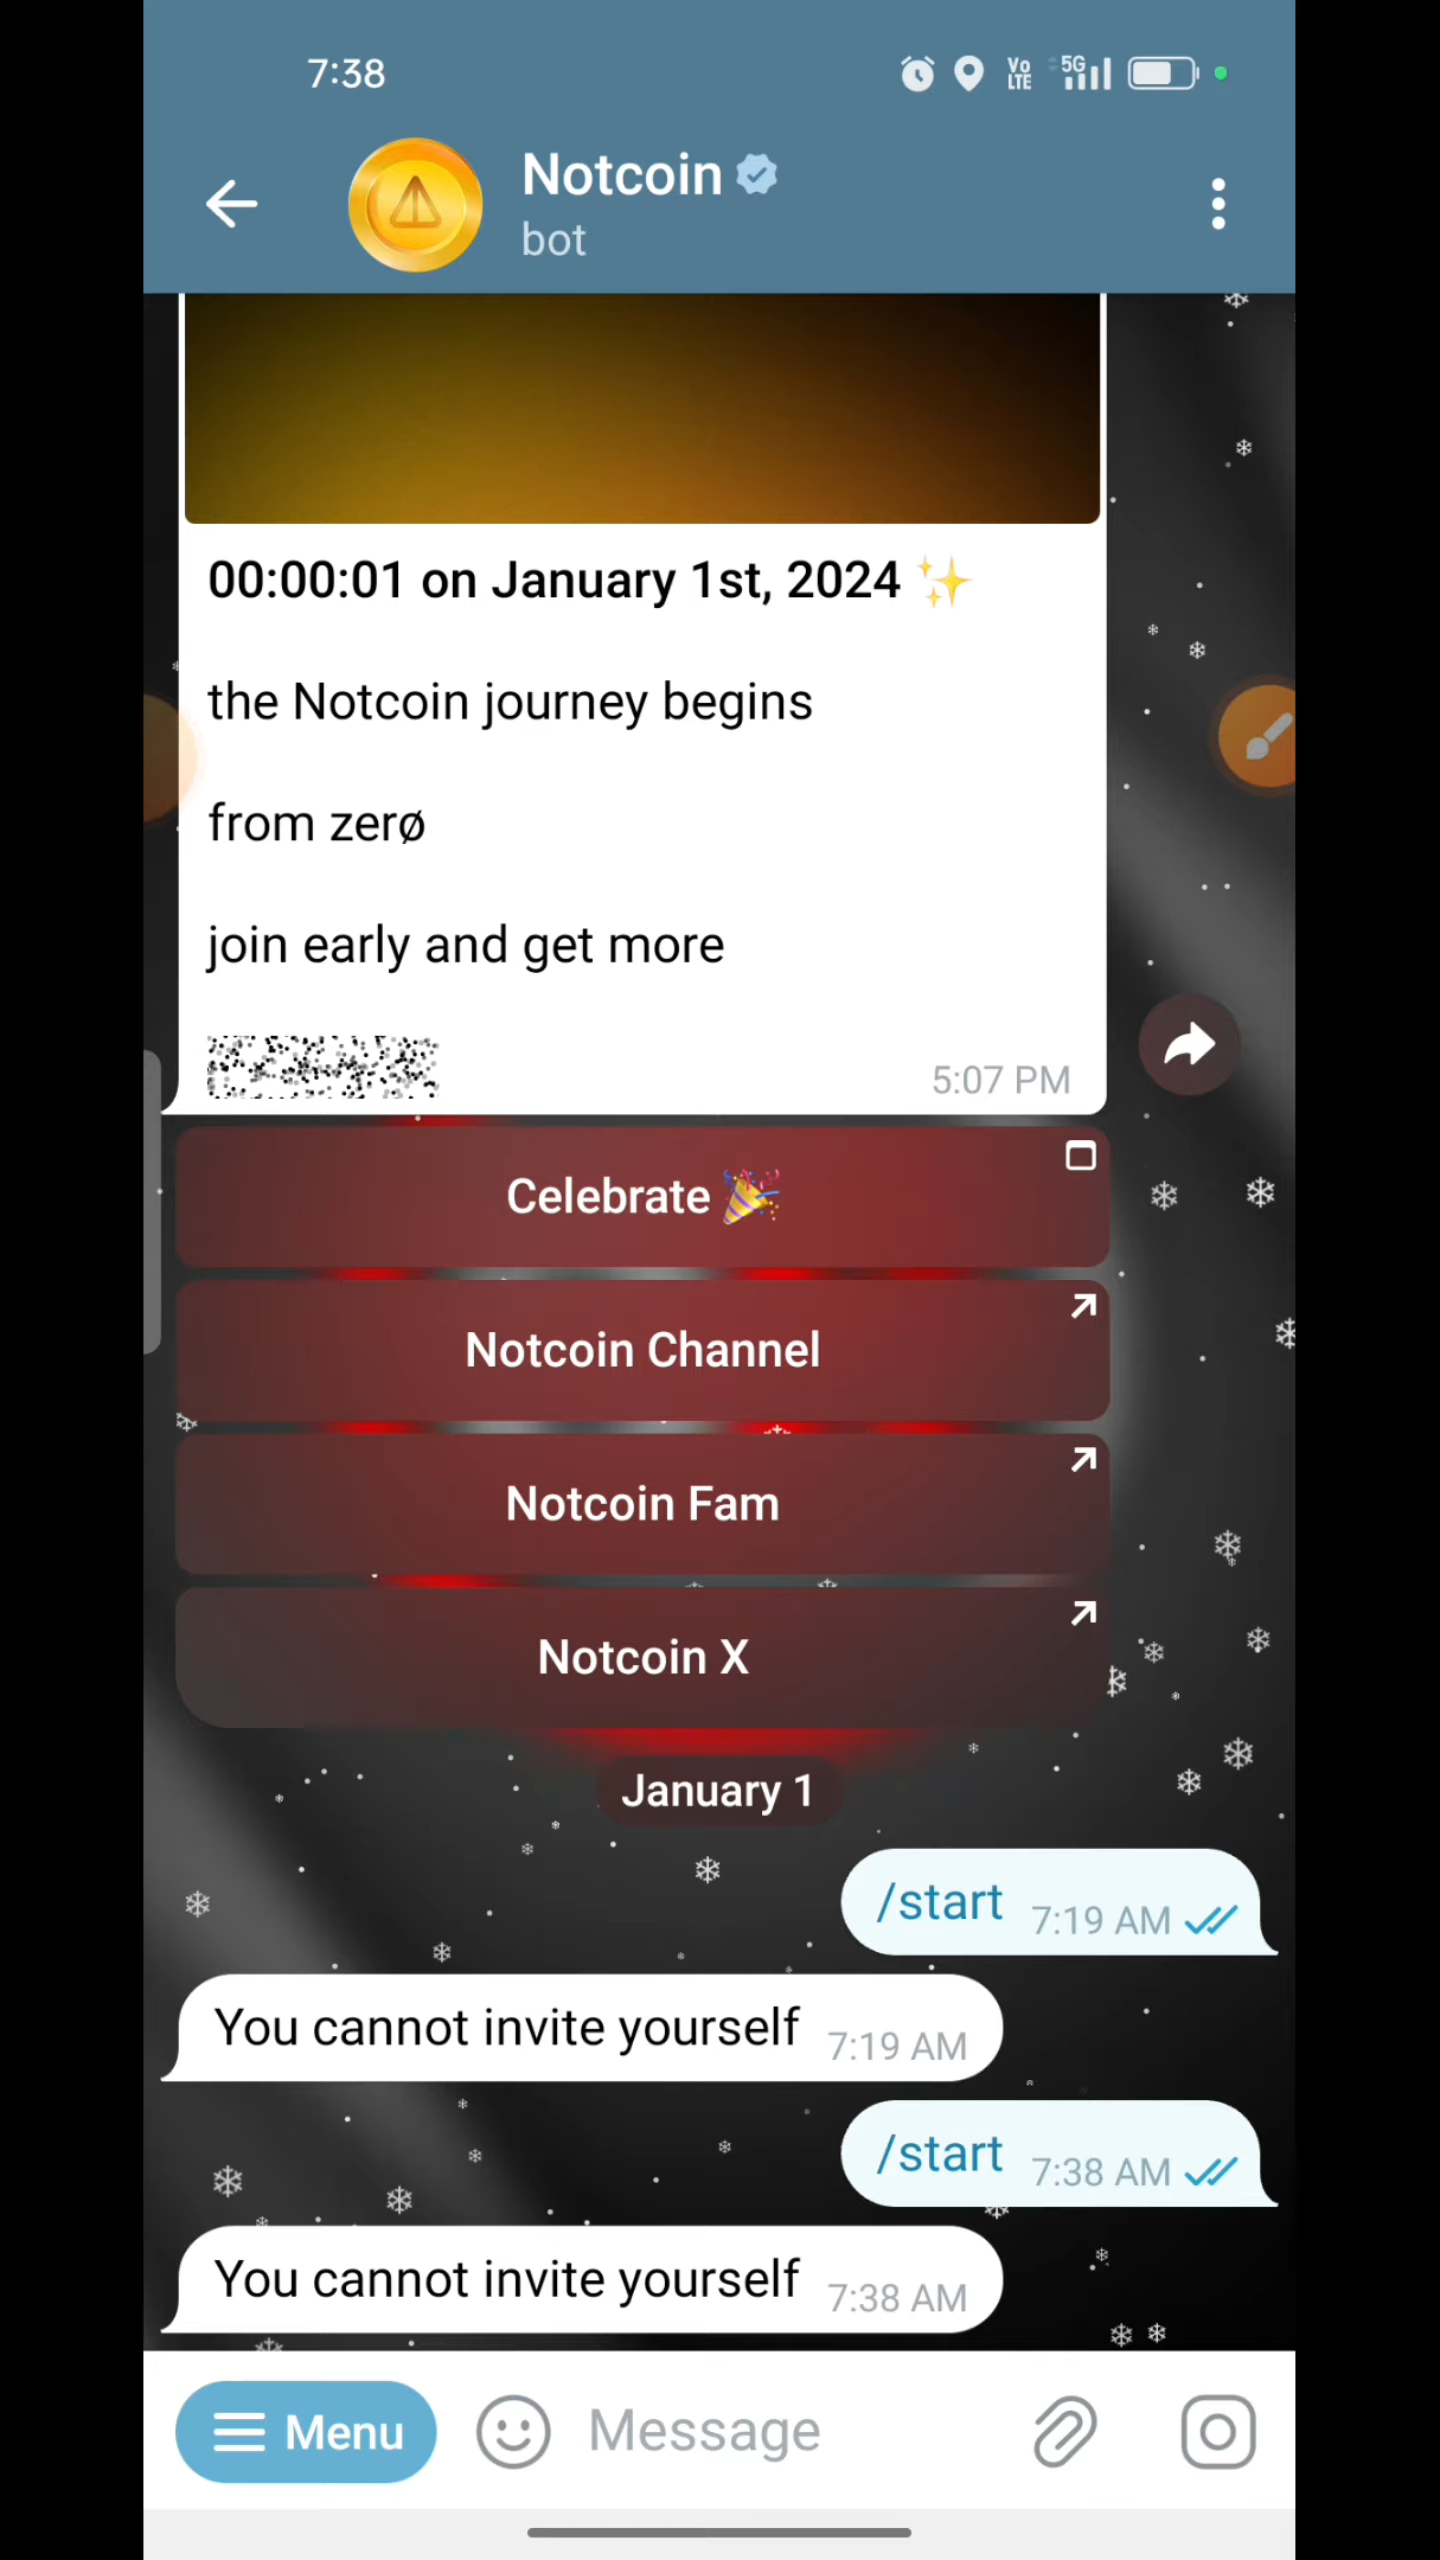 7:38
Vo LTE 5G
Notcoin
bot
00:00:01 on January 1st, 2024 ✨
the Notcoin journey begins
from zerø
join early and get more
5:07 PM
Celebrate 🎉
Notcoin Channel
Notcoin Fam
Notcoin X
January 1
/start 7:19 AM
You cannot invite yourself 7:19 AM
/start 7:38 AM
You cannot invite yourself 7:38 AM
Menu Message